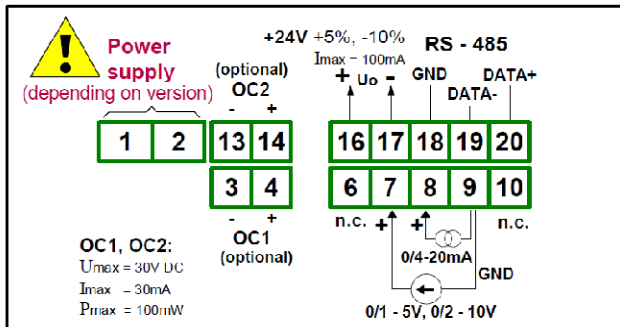 Power
supply
(depending on version)
(optional)
OC2
- +
+24V +5%, -10%
Imax = 100mA
+ Uo -
RS - 485
GND
DATA-
DATA+
1 2 13 14 16 17 18 19 20
3 4 6 7 8 9 10
- +
OC1
(optional)
n.c. + + n.c.
0/4-20mA
GND
0/1 - 5V, 0/2 - 10V
OC1, OC2:
Umax = 30V DC
Imax = 30mA
Pmax = 100mW